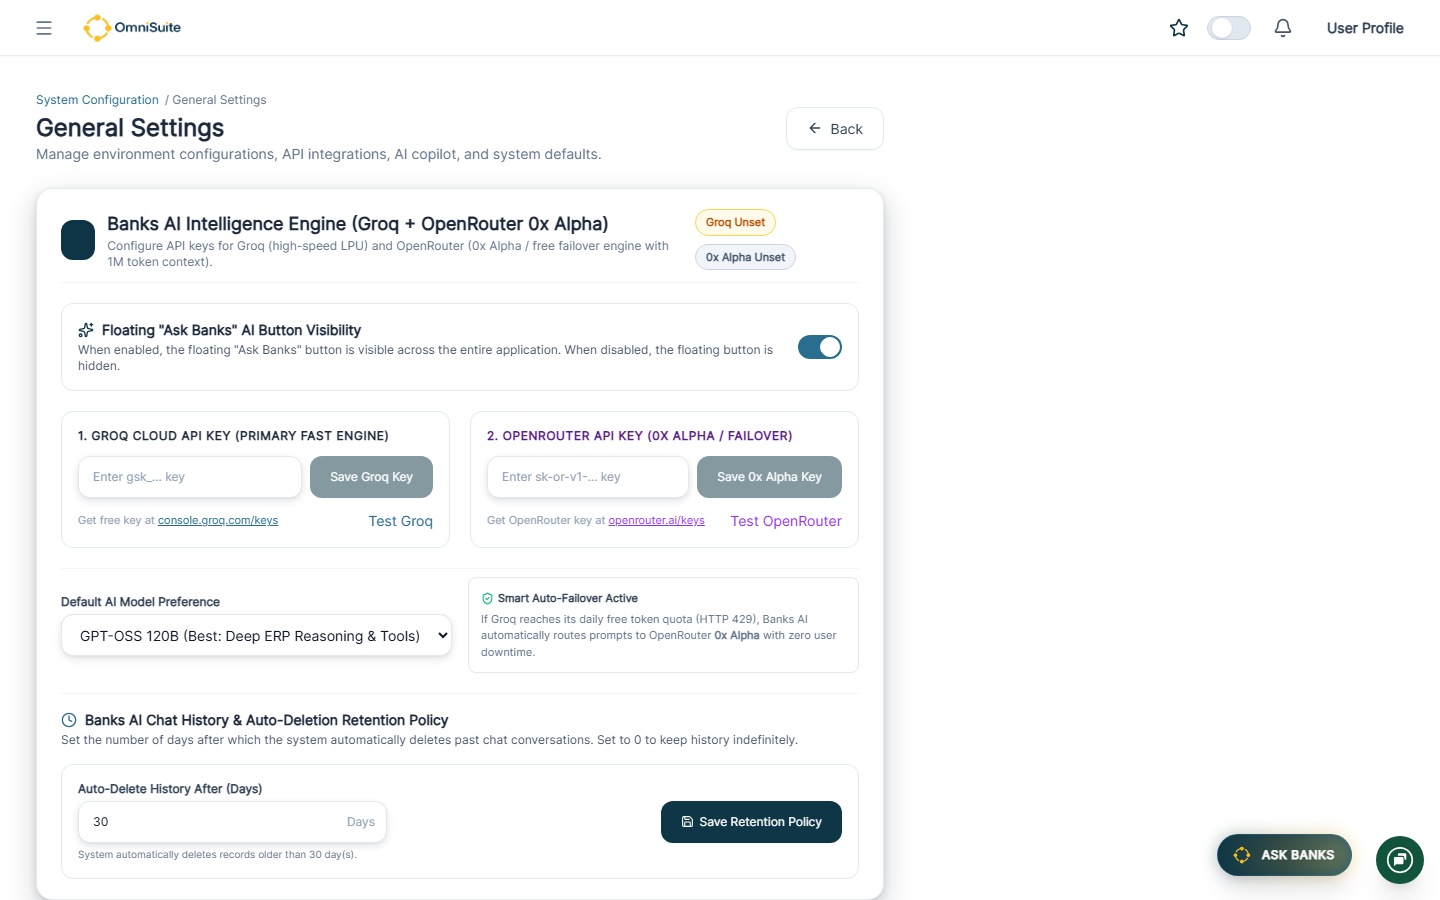 OmniSuite
User Profile
System Configuration / General Settings
General Settings
Back
Manage environment configurations, API integrations, AI copilot, and system defaults.
Banks AI Intelligence Engine (Groq + OpenRouter 0x Alpha)
Configure API keys for Groq (high-speed LPU) and OpenRouter (0x Alpha / free failover engine with
1M token context).
Groq Unset
0x Alpha Unset
Floating "Ask Banks" AI Button Visibility
When enabled, the floating "Ask Banks" button is visible across the entire application. When disabled, the floating button is
hidden.
1. GROQ CLOUD API KEY (PRIMARY FAST ENGINE)
Enter gsk_... key
Save Groq Key
Get free key at console.groq.com/keys
Test Groq
2. OPENROUTER API KEY (0X ALPHA / FAILOVER)
Enter sk-or-v1-... key
Save 0x Alpha Key
Get OpenRouter key at openrouter.ai/keys
Test OpenRouter
Default AI Model Preference
GPT-OSS 120B (Best: Deep ERP Reasoning & Tools)
Smart Auto-Failover Active
If Groq reaches its daily free token quota (HTTP 429), Banks AI
automatically routes prompts to OpenRouter 0x Alpha with zero user
downtime.
Banks AI Chat History & Auto-Deletion Retention Policy
Set the number of days after which the system automatically deletes past chat conversations. Set to 0 to keep history indefinitely.
Auto-Delete History After (Days)
30
Days
Save Retention Policy
System automatically deletes records older than 30 day(s).
ASK BANKS